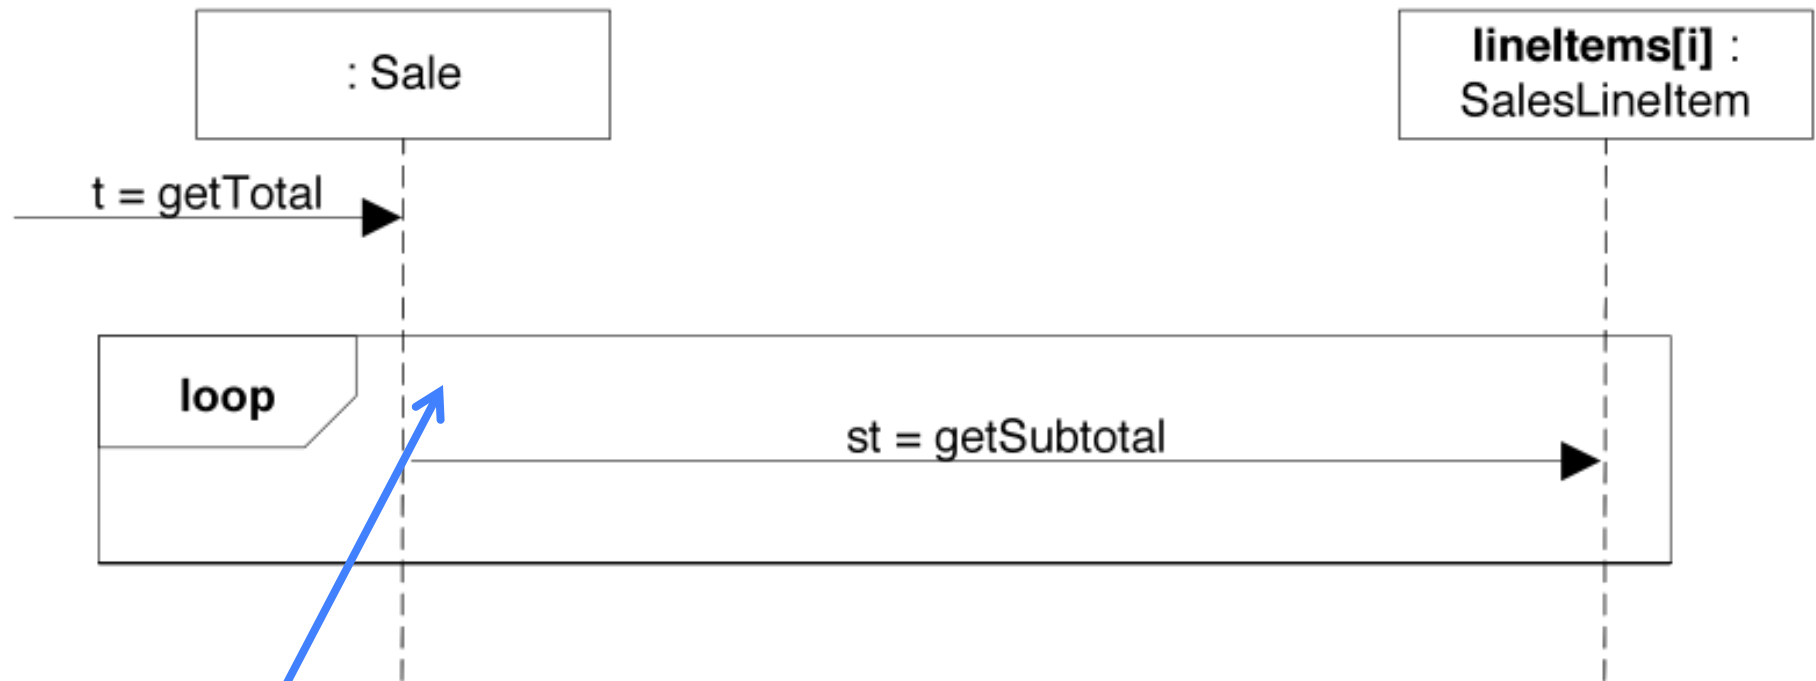 : Sale
lineItems[i] :
SalesLineItem
t = getTotal
loop
st = getSubtotal